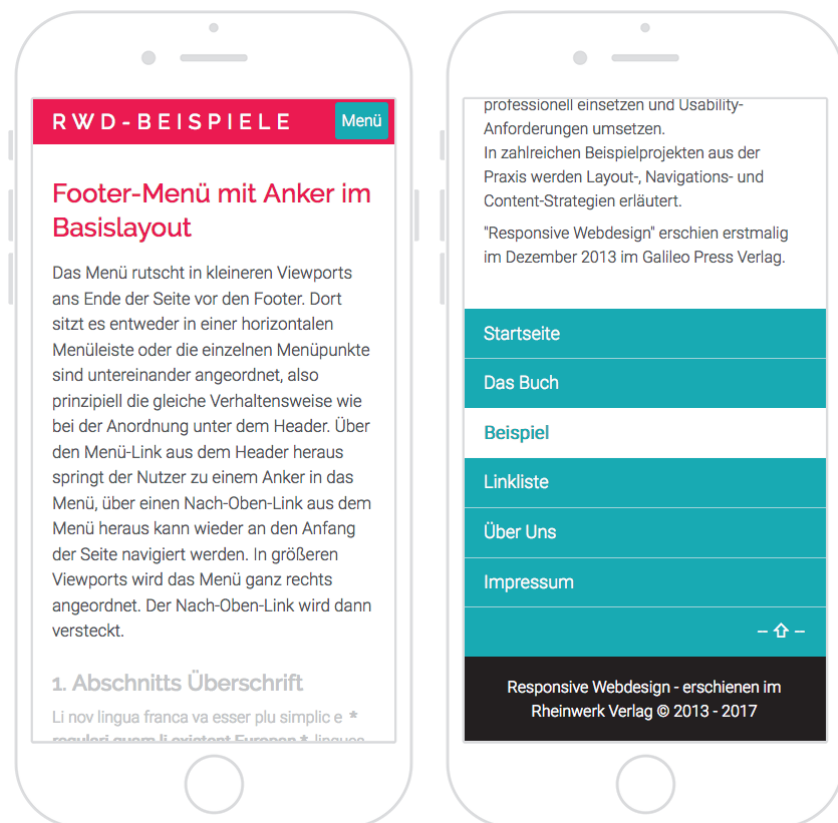 RWD-BEISPIELE
Menü
Footer-Menü mit Anker im
Basislayout
Das Menü rutscht in kleineren Viewports
ans Ende der Seite vor den Footer. Dort
sitzt es entweder in einer horizontalen
Menüleiste oder die einzelnen Menüpunkte
sind untereinander angeordnet, also
prinzipiell die gleiche Verhaltensweise wie
bei der Anordnung unter dem Header. Über
den Menü-Link aus dem Header heraus
springt der Nutzer zu einem Anker in das
Menü, über einen Nach-Oben-Link aus dem
Menü heraus kann wieder an den Anfang
der Seite navigiert werden. In größeren
Viewports wird das Menü ganz rechts
angeordnet. Der Nach-Oben-Link wird dann
versteckt.
1. Abschnitts Überschrift
Li nov lingua franca va esser plu simplic e *
regulari quam li existent Europan * lingues
professionell einsetzen und Usability-
Anforderungen umsetzen.
In zahlreichen Beispielprojekten aus der
Praxis werden Layout-, Navigations- und
Content-Strategien erläutert.
"Responsive Webdesign" erschien erstmalig
im Dezember 2013 im Galileo Press Verlag.
Startseite
Das Buch
Beispiel
Linkliste
Über Uns
Impressum
– ⇧ –
Responsive Webdesign - erschienen im
Rheinwerk Verlag © 2013 - 2017